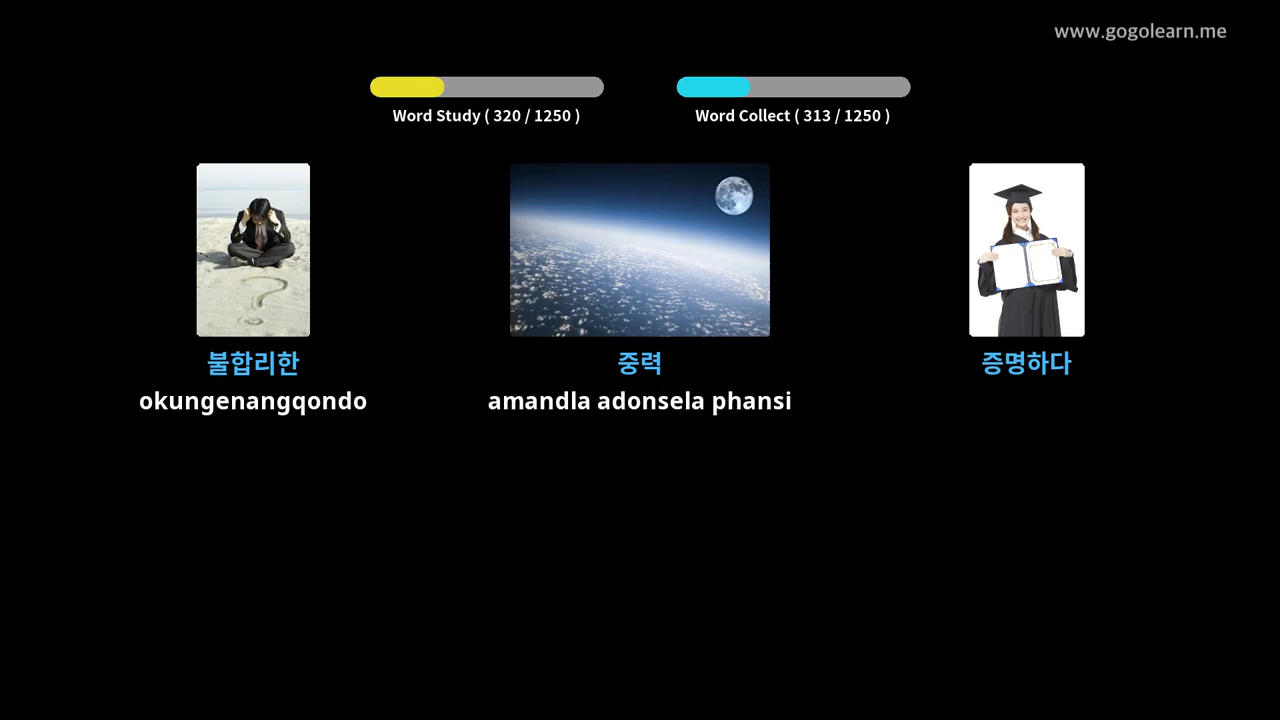 www.gogolearn.me
Word Study ( 320 / 1250 )
Word Collect ( 313 / 1250 )
불합리한
중력
증명하다
okungenangqondo
amandla adonsela phansi